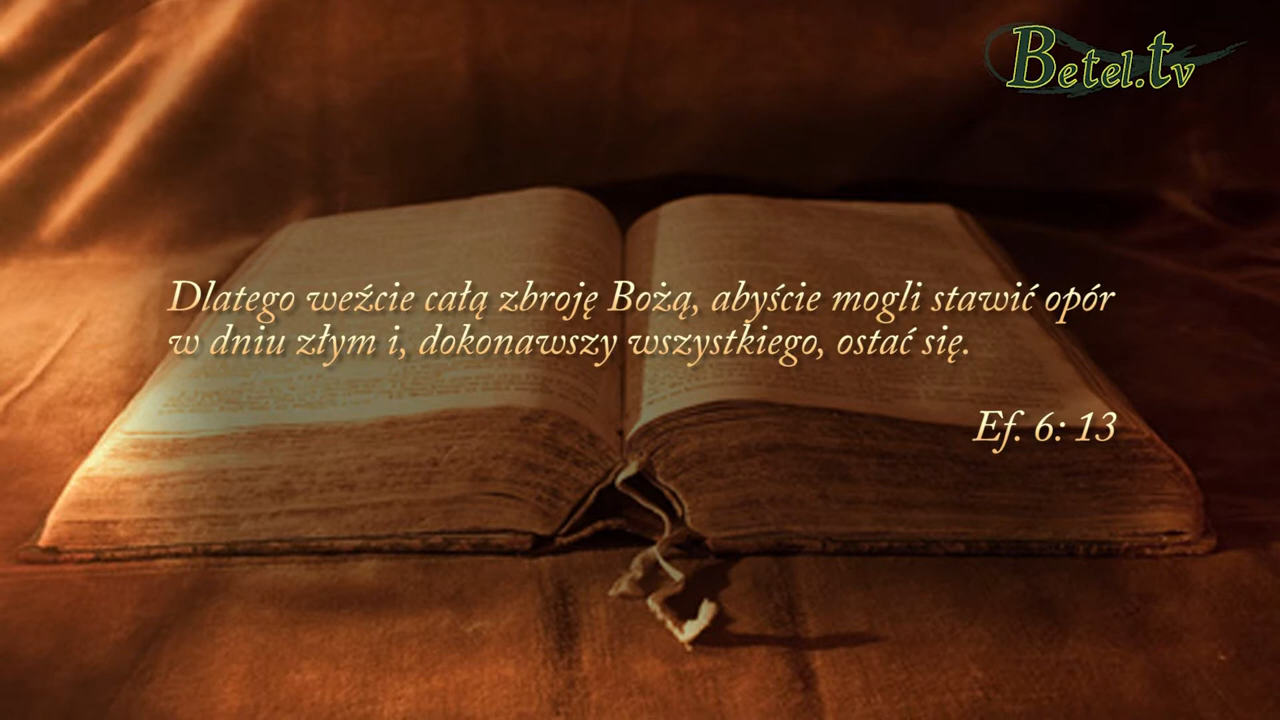 Betel.tv
Dlatego weźcie całą zbroję Bożą, abyście mogli stawić opór
w dniu złym i, dokonawszy wszystkiego, ostać się.
Ef. 6: 13